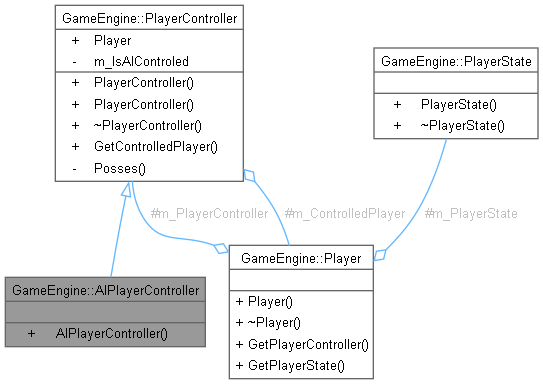 GameEngine::PlayerController
+ Player
- m_IsAIControled
+ PlayerController()
+ PlayerController()
+ ~PlayerController()
+ GetControlledPlayer()
- Posses()
GameEngine::PlayerState
+ PlayerState()
+ ~PlayerState()
#m_PlayerController
#m_ControlledPlayer
#m_PlayerState
GameEngine::AIPlayerController
+ AIPlayerController()
GameEngine::Player
+ Player()
+ ~Player()
+ GetPlayerController()
+ GetPlayerState()